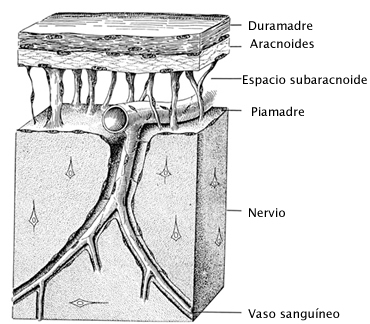 Duramadre
Aracnoides
Espacio subaracnoide
Piamadre
Nervio
Vaso sanguíneo